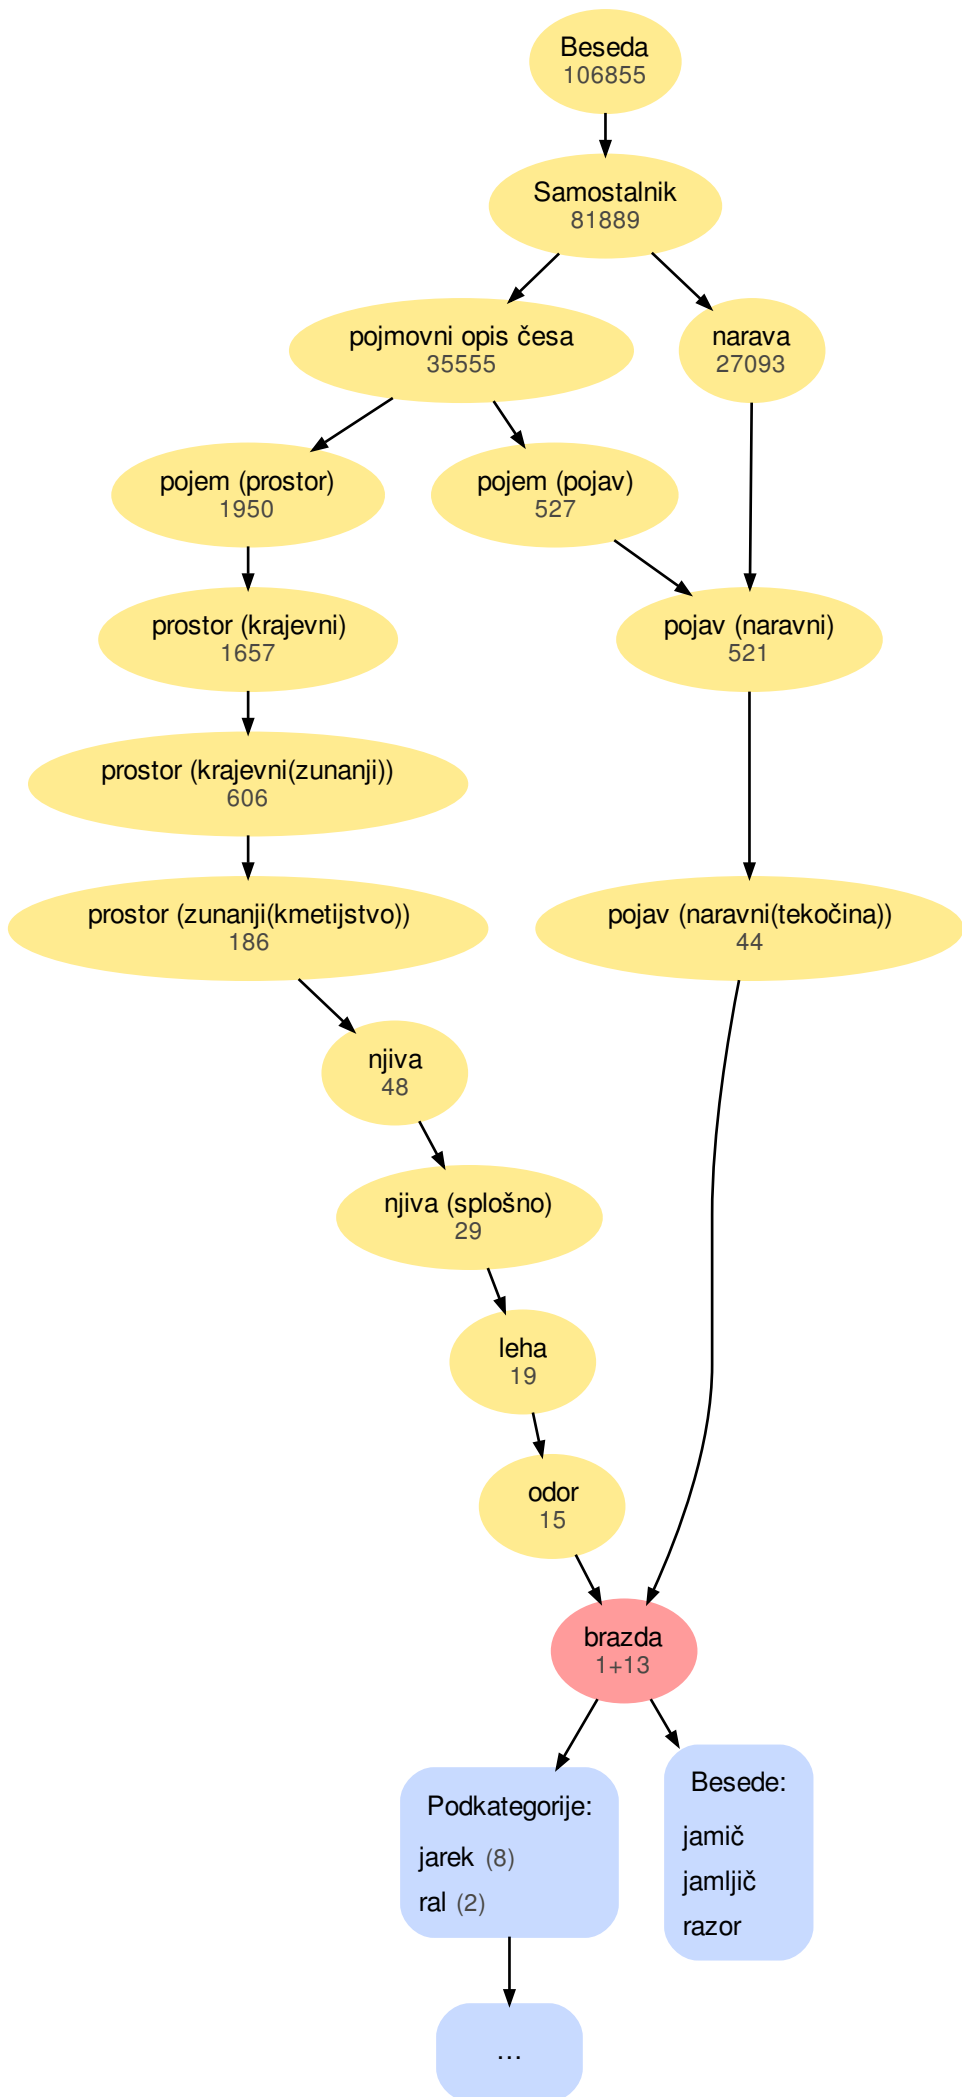 Beseda
106855
Samostalnik
81889
pojmovni opis česa
35555
narava
27093
pojem (prostor)
1950
pojem (pojav)
527
prostor (krajevni)
1657
pojav (naravni)
521
prostor (krajevni(zunanji))
606
prostor (zunanji(kmetijstvo))
186
pojav (naravni(tekočina))
44
njiva
48
njiva (splošno)
29
leha
19
odor
15
brazda
1+13
Podkategorije:
jarek (8)
ral (2)
Besede:
jamič
jamljič
razor
...